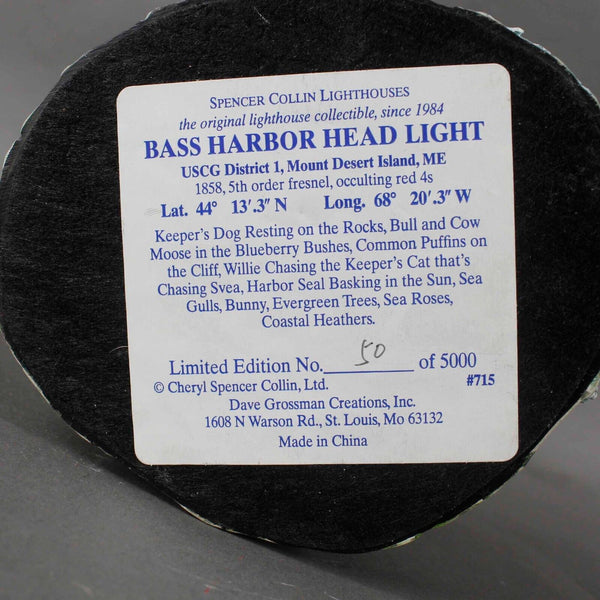 SPENCER COLLIN LIGHTHOUSES
the original lighthouse collectible, since 1984
BASS HARBOR HEAD LIGHT
USCG District 1, Mount Desert Island, ME
1858, 5th order fresnel, occulting red 4s
Lat. 44° 13'.3" N Long. 68° 20'.3" W
Keeper's Dog Resting on the Rocks, Bull and Cow
Moose in the Blueberry Bushes, Common Puffins on
the Cliff, Willie Chasing the Keeper's Cat that's
Chasing Svea, Harbor Seal Basking in the Sun, Sea
Gulls, Bunny, Evergreen Trees, Sea Roses,
Coastal Heathers.
Limited Edition No. 50 of 5000
© Cheryl Spencer Collin, Ltd. #715
Dave Grossman Creations, Inc.
1608 N Warson Rd., St. Louis, Mo 63132
Made in China